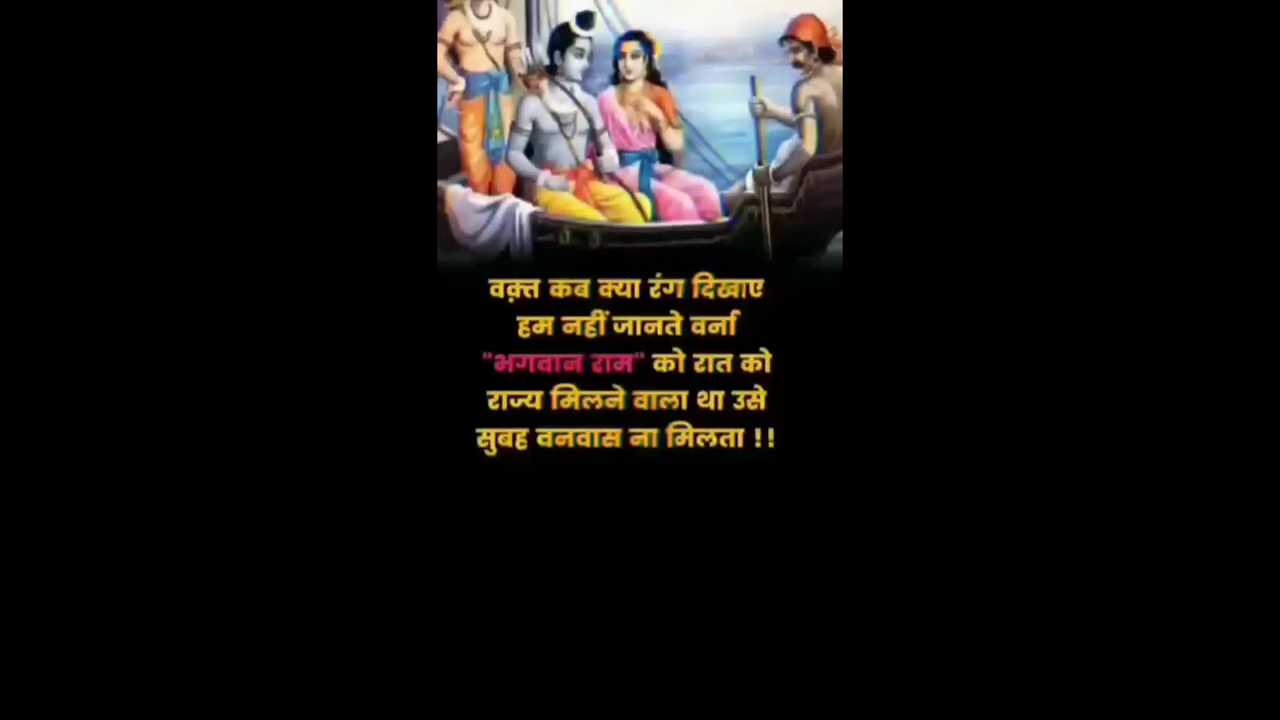 वक़्त कब क्या रंग दिखाए
हम नहीं जानते वर्ना
"भगवान राम" को रात को
राज्य मिलने वाला था उसे
सुबह वनवास ना मिलता !!